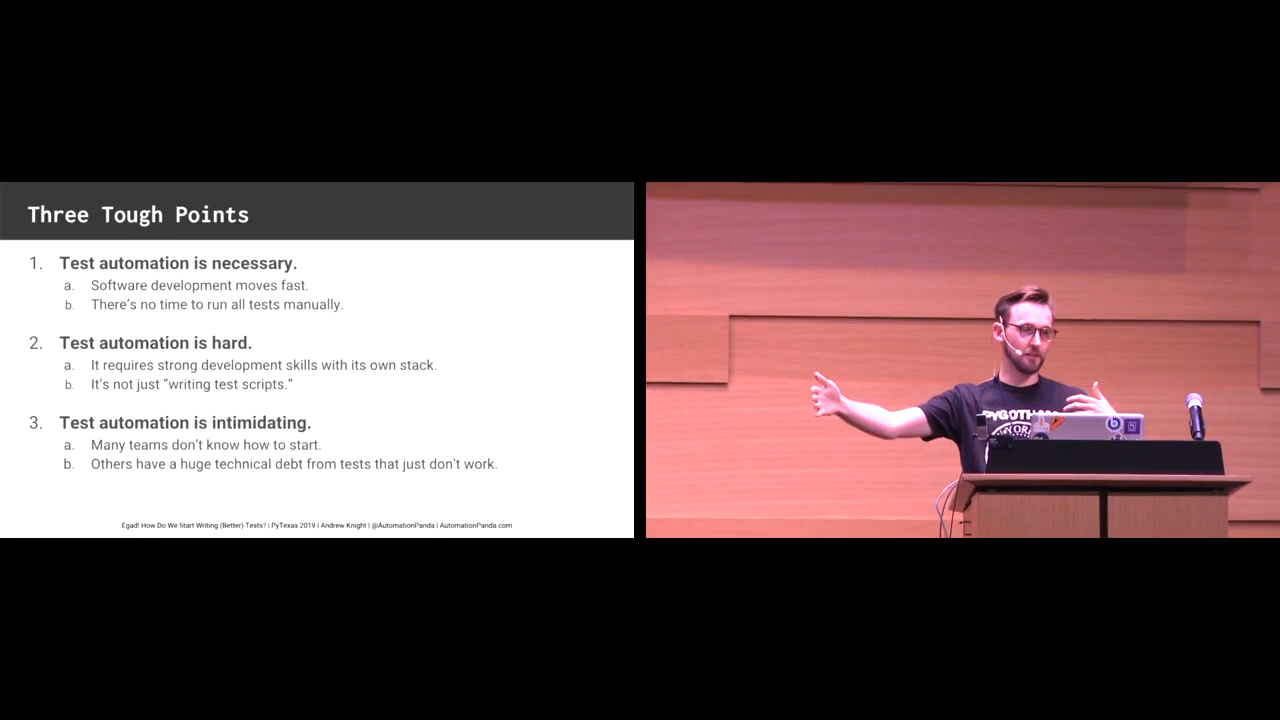 Three Tough Points
1. Test automation is necessary.
a. Software development moves fast.
b. There's no time to run all tests manually.
2. Test automation is hard.
a. It requires strong development skills with its own stack.
b. It's not just “writing test scripts.”
3. Test automation is intimidating.
a. Many teams don't know how to start.
b. Others have a huge technical debt from tests that just don't work.
Egad! How Do We Start Writing (Better) Tests? | PyTexas 2019 | Andrew Knight | @AutomationPanda | AutomationPanda.com